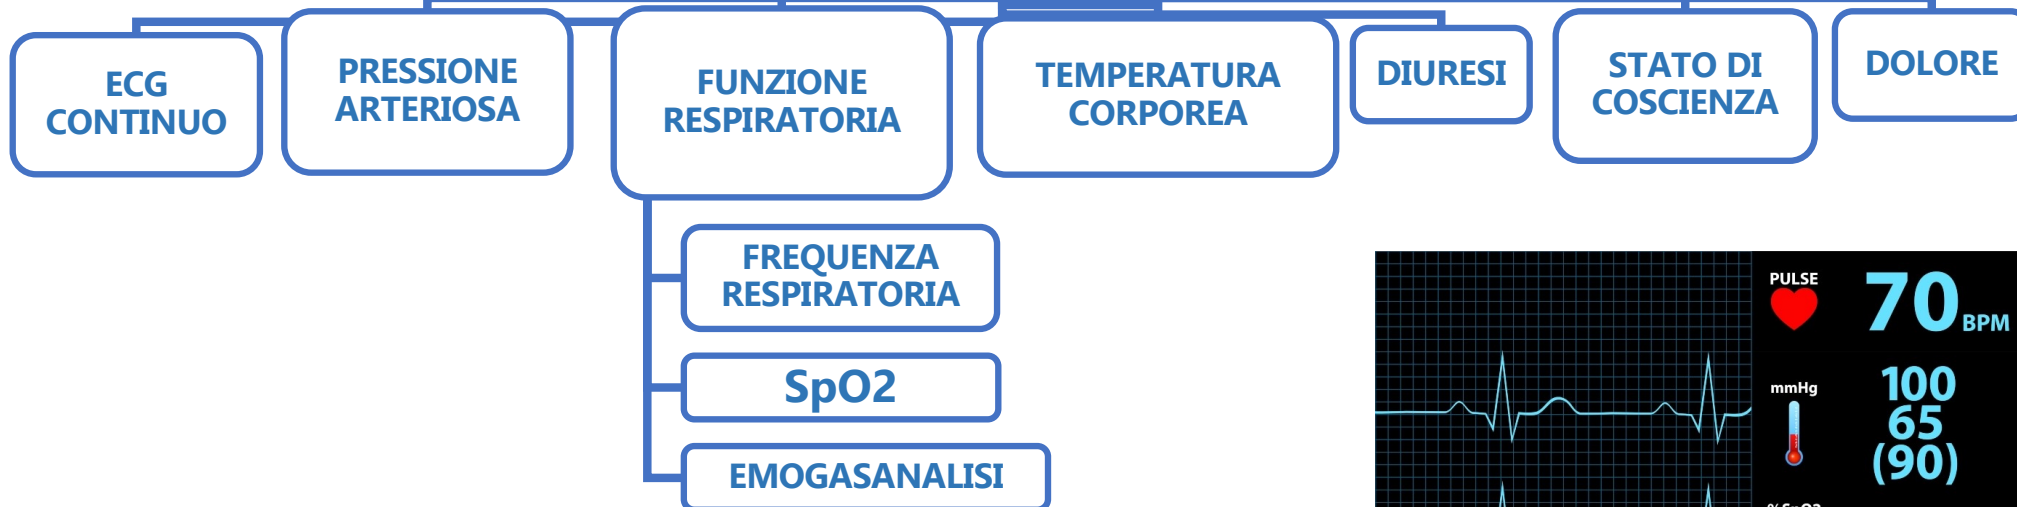 ECG
CONTINUO
PRESSIONE
ARTERIOSA
FUNZIONE
RESPIRATORIA
TEMPERATURA
CORPOREA
DIURESI
STATO DI
COSCIENZA
DOLORE
FREQUENZA
RESPIRATORIA
SpO2
EMOGASANALISI
PULSE
70 BPM
mmHg
100
65
(90)
%SpO2